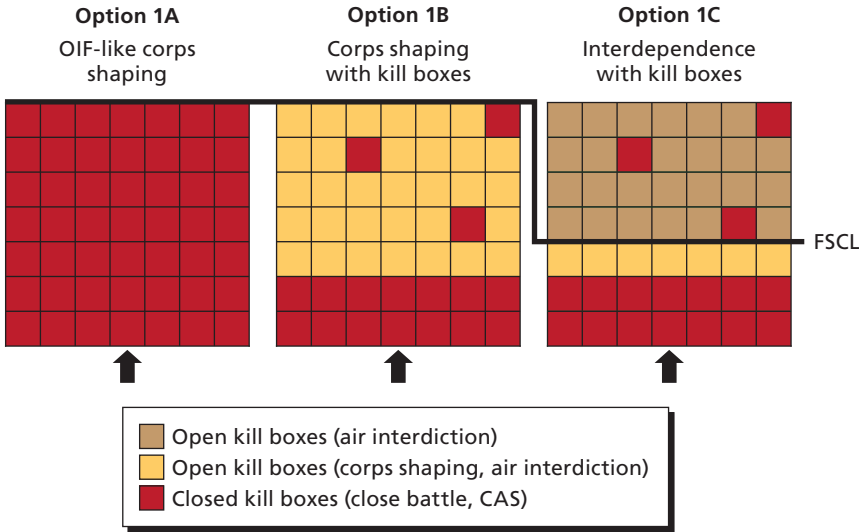 Option 1A
OIF-like corps
shaping
Option 1B
Corps shaping
with kill boxes
Option 1C
Interdependence
with kill boxes
FSCL
Open kill boxes (air interdiction)
Open kill boxes (corps shaping, air interdiction)
Closed kill boxes (close battle, CAS)